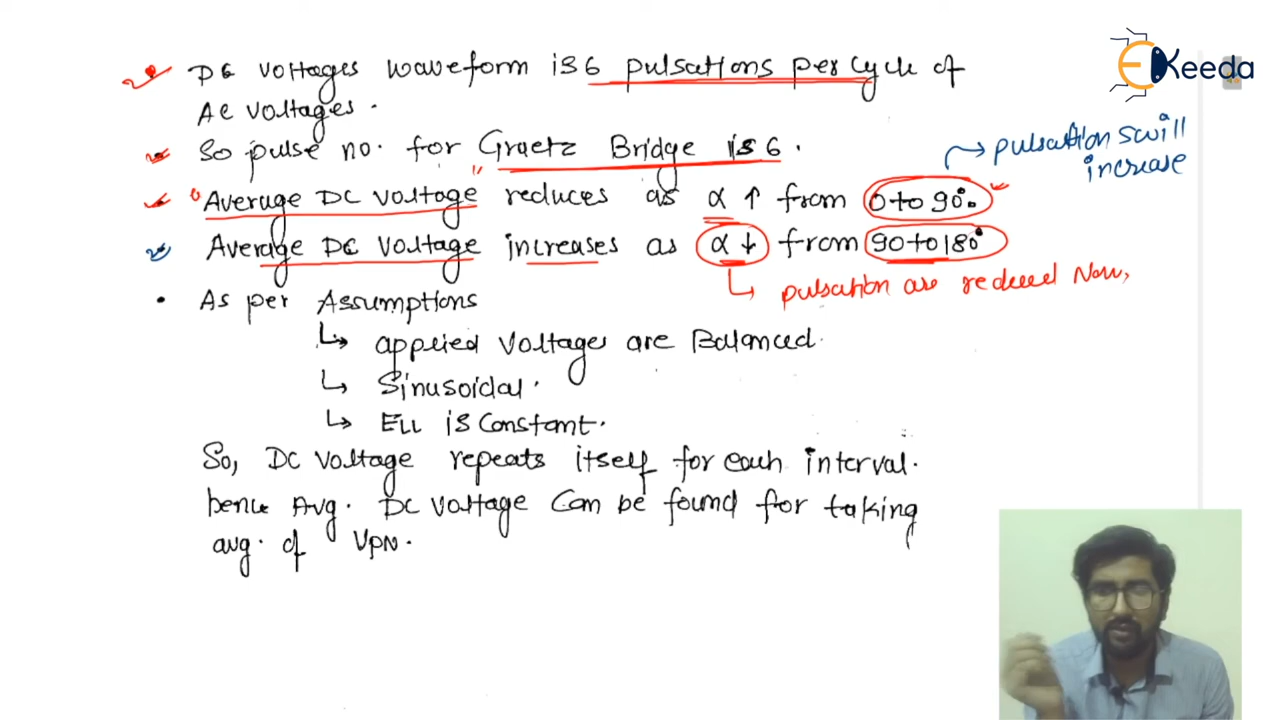 EKeeda
DC Voltages waveform is 6 pulsations per cycle of
AC Voltages.
So pulse no. for Graetz Bridge is 6.
pulsations will
increase
"Average DC Voltage" reduces as α ↑ from 0 to 90°.
Average DC Voltage increases as α ↓ from 90 to 180°
pulsation are reduced Now,
• As per Assumptions
↳ applied Voltages are Balanced.
↳ Sinusoidal.
↳ ELL is Constant.
So, DC Voltage repeats itself for each interval.
hence Avg. DC Voltage Can be found for taking
avg. of VPN.